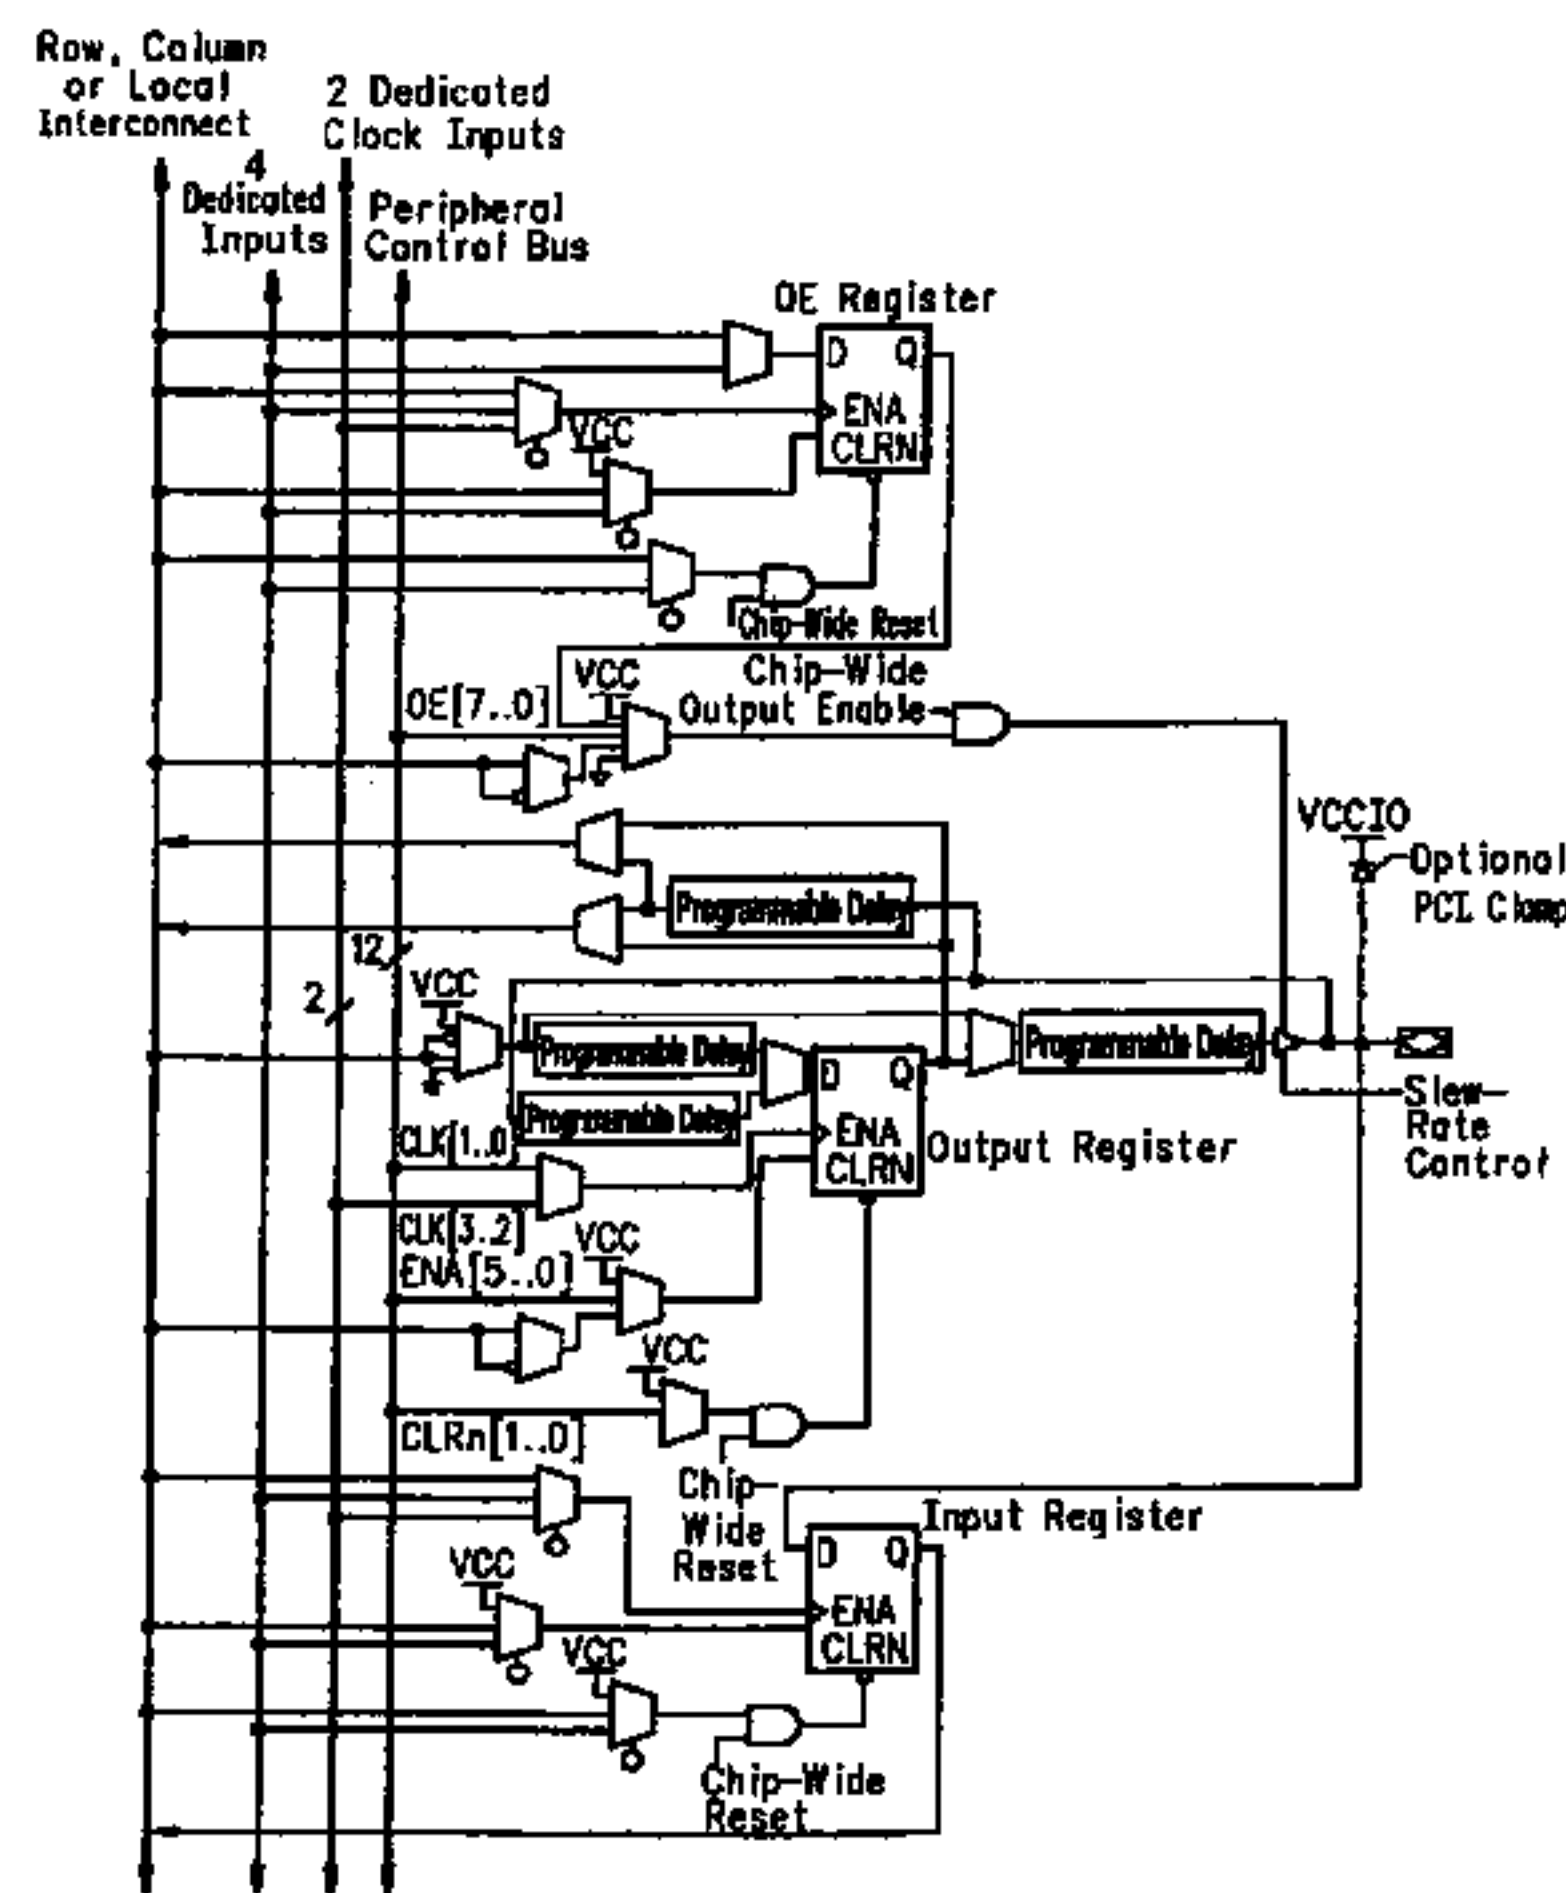 Row, Column
or Local
Interconnect
2 Dedicated
Clock Inputs
4
Dedicated
Inputs
Peripheral
Control Bus
OE Register
D Q
ENA
CLRN
VCC
Chip-Wide Reset
VCC
OE[7..0]
Chip-Wide
Output Enable
VCCIO
Optional
PCI Clamp
Programmable Delay
12
2
VCC
Programmable Delay
Programmable Delay
Programmable Delay
D Q
ENA
CLRN
Output Register
Slew-
Rate
Control
CLK[1..0]
CLK[3..2]
ENA[5..0]
VCC
VCC
CLRn[1..0]
Chip-
Wide
Reset
Input Register
D Q
ENA
CLRN
VCC
VCC
Chip-Wide
Reset